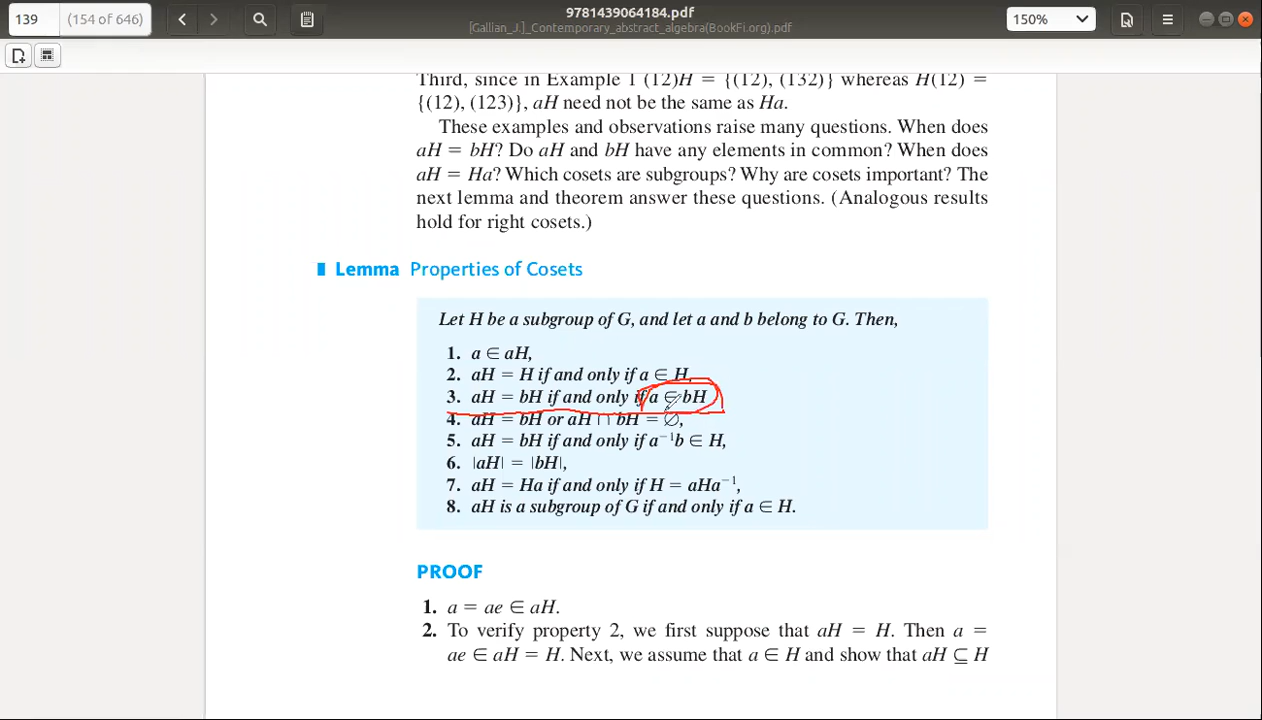 139 (154 of 646)
9781439064184.pdf
[Gallian_J.]_Contemporary_abstract_algebra(BookFi.org).pdf
150%
Third, since in Example 1 (12)H = {(12), (132)} whereas H(12) =
{(12), (123)}, aH need not be the same as Ha.
These examples and observations raise many questions. When does
aH = bH? Do aH and bH have any elements in common? When does
aH = Ha? Which cosets are subgroups? Why are cosets important? The
next lemma and theorem answer these questions. (Analogous results
hold for right cosets.)
Lemma Properties of Cosets
Let H be a subgroup of G, and let a and b belong to G. Then,
1. a ∈ aH,
2. aH = H if and only if a ∈ H,
3. aH = bH if and only if a ∈ bH
4. aH = bH or aH ∩ bH = ∅,
5. aH = bH if and only if a⁻¹b ∈ H,
6. |aH| = |bH|,
7. aH = Ha if and only if H = aHa⁻¹,
8. aH is a subgroup of G if and only if a ∈ H.
PROOF
1. a = ae ∈ aH.
2. To verify property 2, we first suppose that aH = H. Then a =
ae ∈ aH = H. Next, we assume that a ∈ H and show that aH ⊆ H